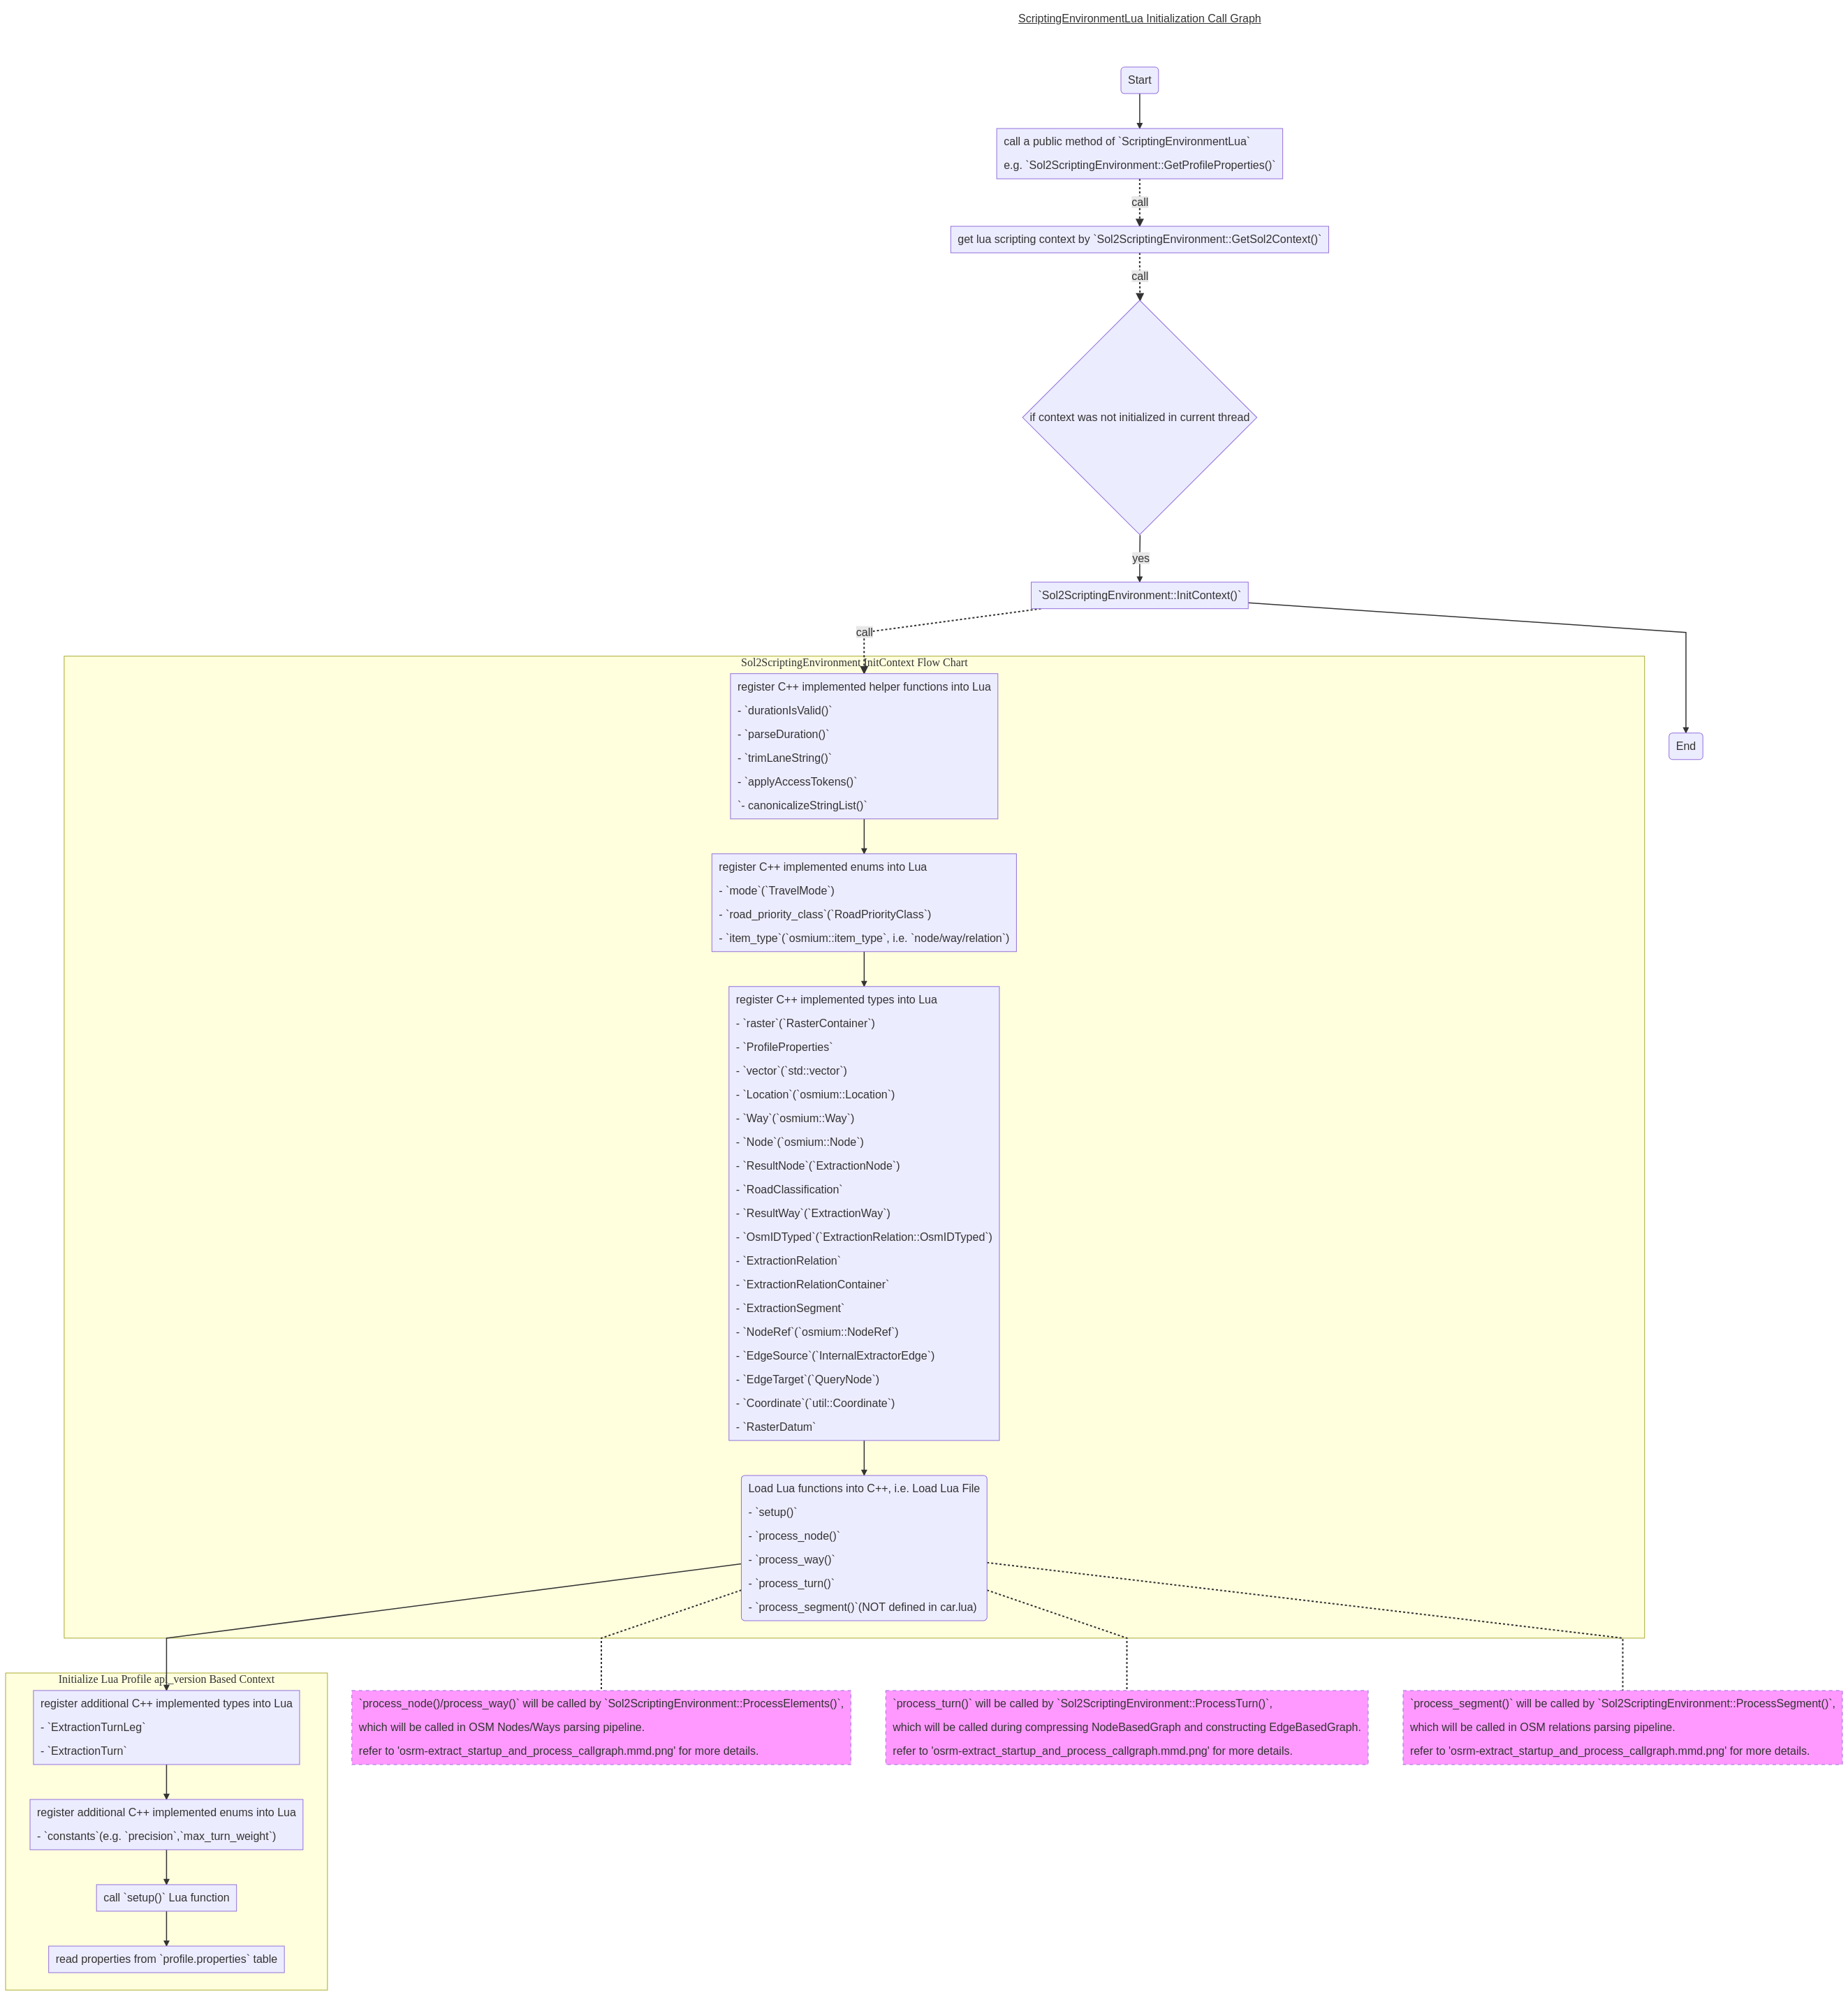 ScriptingEnvironmentLua Initialization Call Graph
Start
call a public method of `ScriptingEnvironmentLua`
e.g. `Sol2ScriptingEnvironment::GetProfileProperties()`
call
get lua scripting context by `Sol2ScriptingEnvironment::GetSol2Context()`
call
if context was not initialized in current thread
yes
`Sol2ScriptingEnvironment::InitContext()`
call
Sol2ScriptingEnvironment InitContext Flow Chart
register C++ implemented helper functions into Lua
- `durationIsValid()`
- `parseDuration()`
- `trimLaneString()`
- `applyAccessTokens()`
`- canonicalizeStringList()`
End
register C++ implemented enums into Lua
- `mode`(`TravelMode`)
- `road_priority_class`(`RoadPriorityClass`)
- `item_type`(`osmium::item_type`, i.e. `node/way/relation`)
register C++ implemented types into Lua
- `raster`(`RasterContainer`)
- `ProfileProperties`
- `vector`(`std::vector`)
- `Location`(`osmium::Location`)
- `Way`(`osmium::Way`)
- `Node`(`osmium::Node`)
- `ResultNode`(`ExtractionNode`)
- `RoadClassification`
- `ResultWay`(`ExtractionWay`)
- `OsmIDTyped`(`ExtractionRelation::OsmIDTyped`)
- `ExtractionRelation`
- `ExtractionRelationContainer`
- `ExtractionSegment`
- `NodeRef`(`osmium::NodeRef`)
- `EdgeSource`(`InternalExtractorEdge`)
- `EdgeTarget`(`QueryNode`)
- `Coordinate`(`util::Coordinate`)
- `RasterDatum`
Load Lua functions into C++, i.e. Load Lua File
- `setup()`
- `process_node()`
- `process_way()`
- `process_turn()`
- `process_segment()`(NOT defined in car.lua)
Initialize Lua Profile api_version Based Context
register additional C++ implemented types into Lua
- `ExtractionTurnLeg`
- `ExtractionTurn`
`process_node()/process_way()` will be called by `Sol2ScriptingEnvironment::ProcessElements()`,
which will be called in OSM Nodes/Ways parsing pipeline.
refer to 'osrm-extract_startup_and_process_callgraph.mmd.png' for more details.
`process_turn()` will be called by `Sol2ScriptingEnvironment::ProcessTurn()`,
which will be called during compressing NodeBasedGraph and constructing EdgeBasedGraph.
refer to 'osrm-extract_startup_and_process_callgraph.mmd.png' for more details.
`process_segment()` will be called by `Sol2ScriptingEnvironment::ProcessSegment()`,
which will be called in OSM relations parsing pipeline.
refer to 'osrm-extract_startup_and_process_callgraph.mmd.png' for more details.
register additional C++ implemented enums into Lua
- `constants`(e.g. `precision`,`max_turn_weight`)
call `setup()` Lua function
read properties from `profile.properties` table